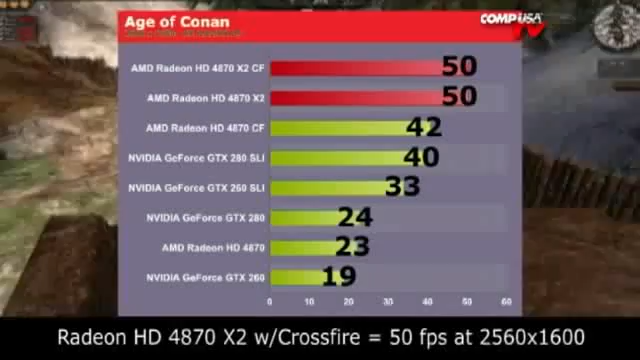 Age of Conan
COMPUSA TV
AMD Radeon HD 4870 X2 CF 50
AMD Radeon HD 4870 X2 50
AMD Radeon HD 4870 CF 42
NVIDIA GeForce GTX 280 SLI 40
NVIDIA GeForce GTX 260 SLI 33
NVIDIA GeForce GTX 280 24
AMD Radeon HD 4870 23
NVIDIA GeForce GTX 260 19
0 10 20 30 40 50 60
Radeon HD 4870 X2 w/Crossfire = 50 fps at 2560x1600